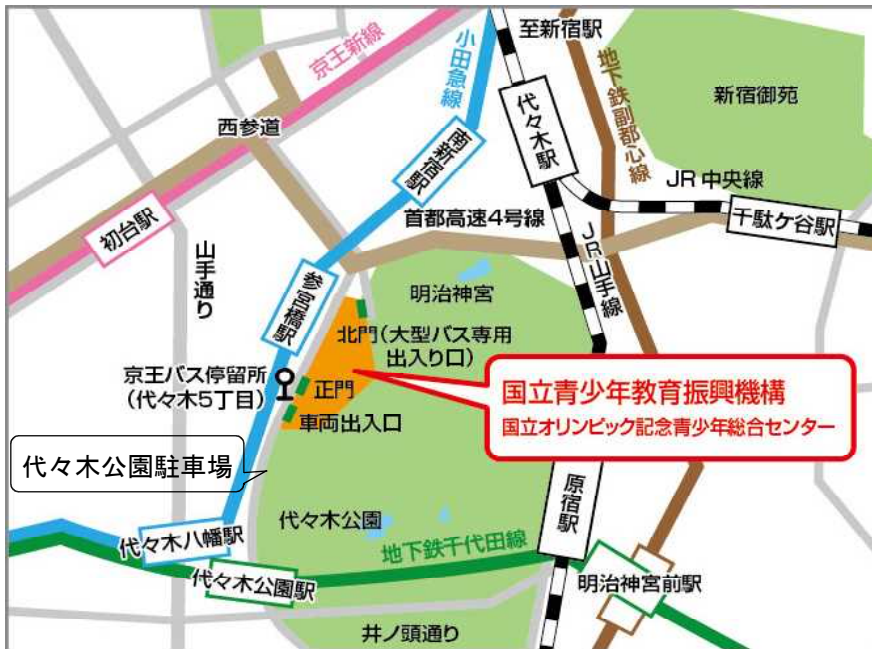 至新宿駅
京王新線
小田急線
地下鉄副都心線
新宿御苑
西参道
代々木駅
南新宿駅
JR中央線
千駄ケ谷駅
初台駅
首都高速4号線
JR山手線
山手通り
参宮橋駅
明治神宮
北門(大型バス専用
出入り口)
京王バス停留所
(代々木5丁目)
正門
車両出入口
国立青少年教育振興機構
国立オリンピック記念青少年総合センター
代々木公園駐車場
原宿駅
代々木公園
代々木八幡駅
地下鉄千代田線
代々木公園駅
明治神宮前駅
井ノ頭通り